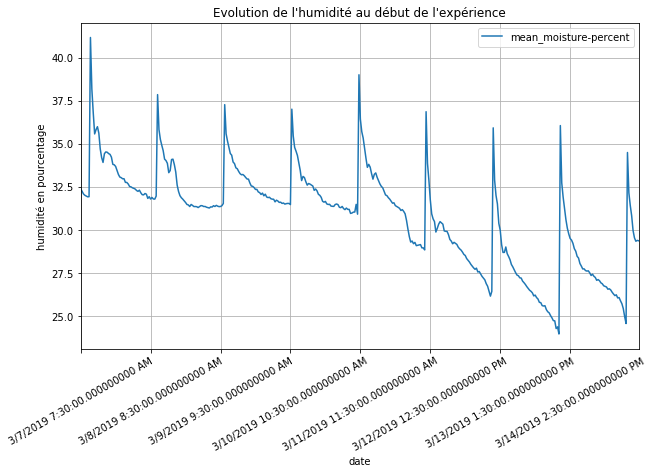 Evolution de l'humidité au début de l'expérience
mean_moisture-percent
humidité en pourcentage
40.0
37.5
35.0
32.5
30.0
27.5
25.0
3/7/2019 7:30:00.000000000 AM
3/8/2019 8:30:00.000000000 AM
3/9/2019 9:30:00.000000000 AM
3/10/2019 10:30:00.000000000 AM
3/11/2019 11:30:00.000000000 AM
3/12/2019 12:30:00.000000000 PM
3/13/2019 1:30:00.000000000 PM
3/14/2019 2:30:00.000000000 PM
date